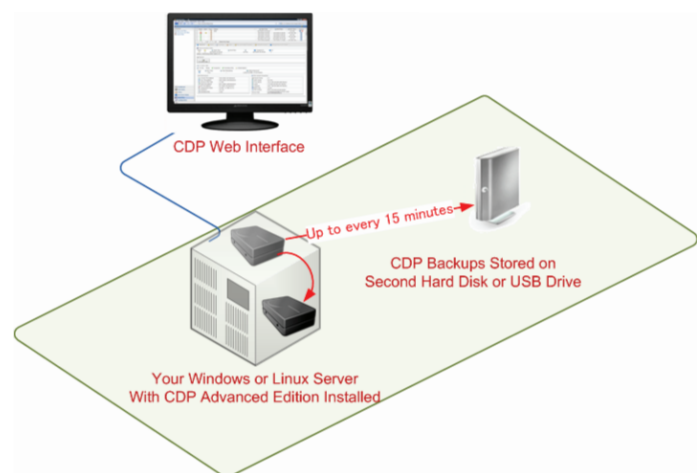 CDP Web Interface
Up to every 15 minutes
CDP Backups Stored on
Second Hard Disk or USB Drive
Your Windows or Linux Server
With CDP Advanced Edition Installed